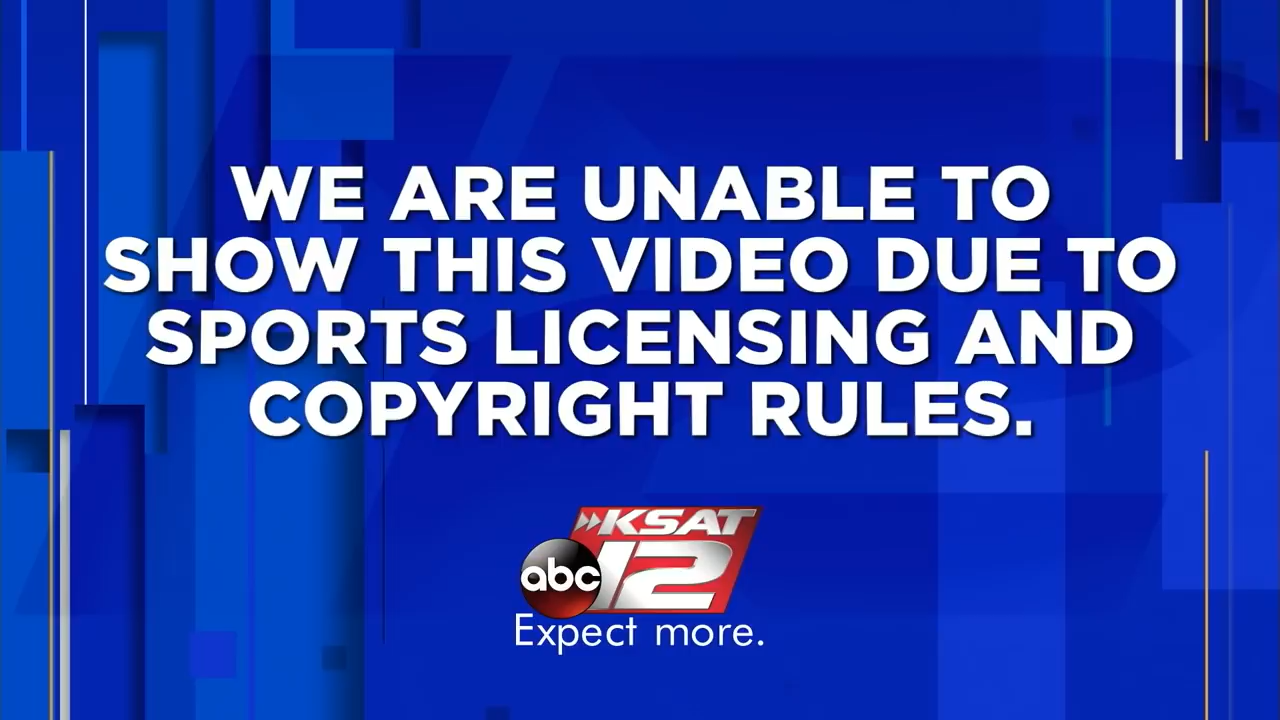 WE ARE UNABLE TO
SHOW THIS VIDEO DUE TO
SPORTS LICENSING AND
COPYRIGHT RULES.
KSAT
abc 12
Expect more.